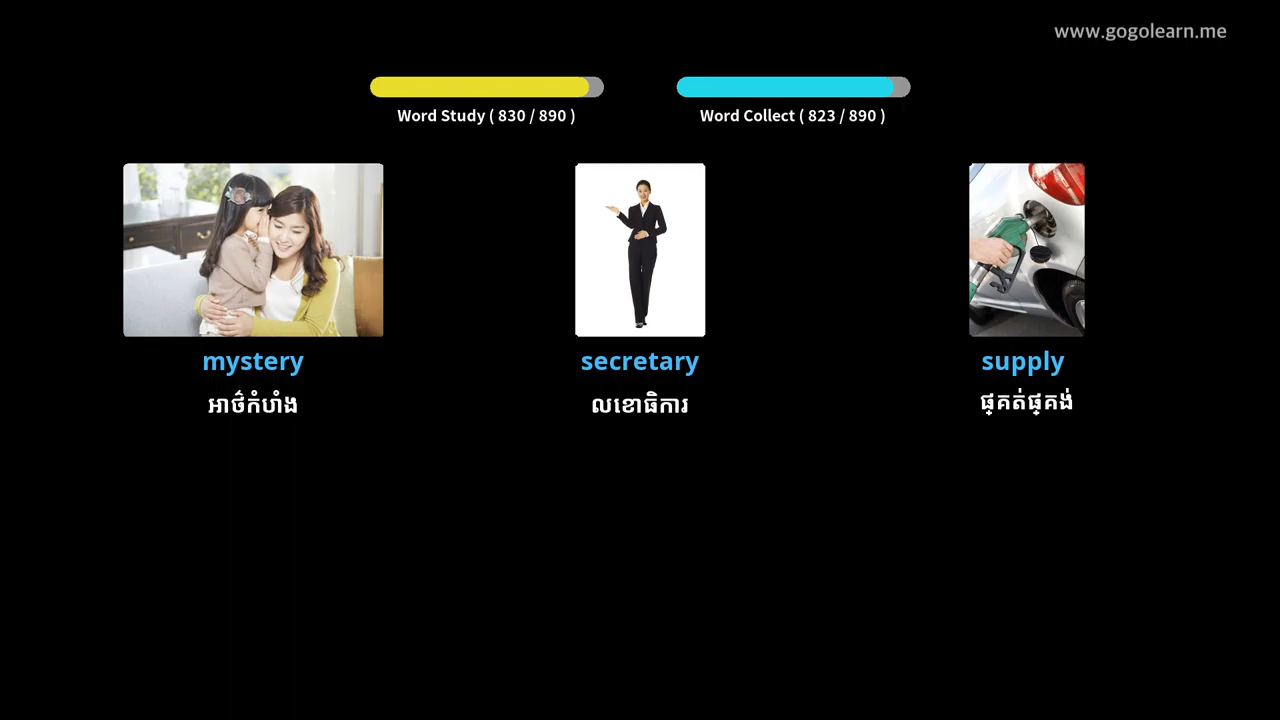 www.gogolearn.me
Word Study ( 830 / 890 )
Word Collect ( 823 / 890 )
mystery
អាថ៌កំបាំង
secretary
លេខាធិការ
supply
ផ្គត់ផ្គង់